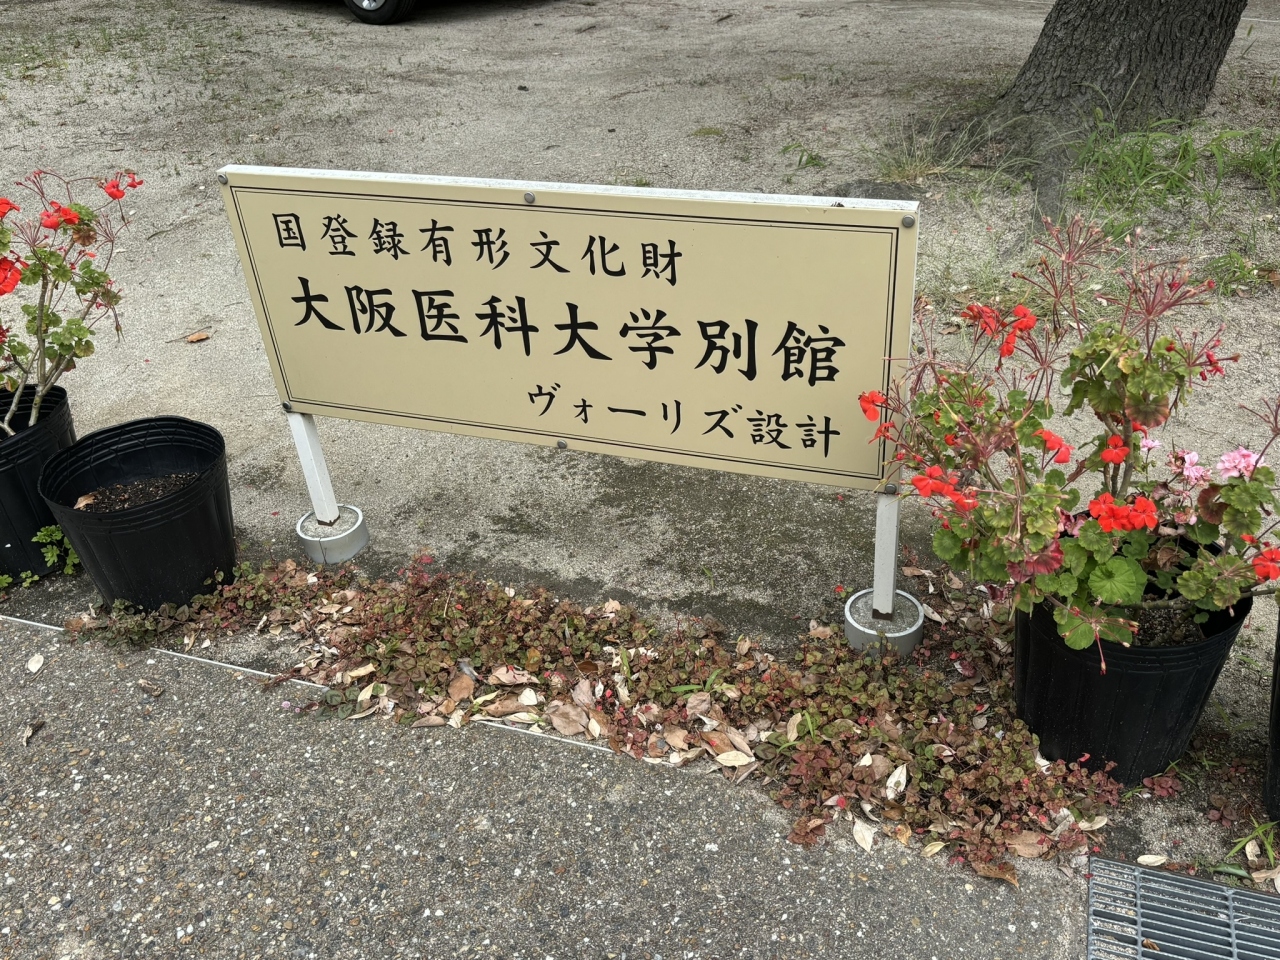 国登録有形文化財
大阪医科大学別館
ヴォーリズ設計